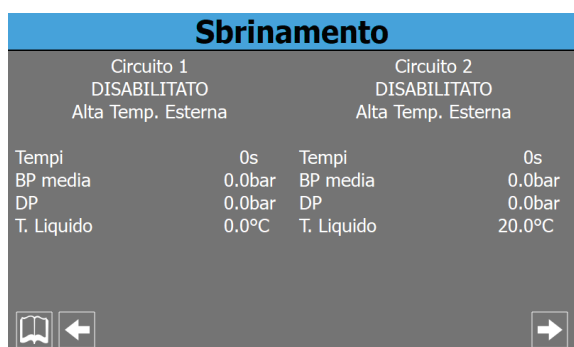 Sbrinamento
Circuito 1
DISABILITATO
Alta Temp. Esterna
Tempi 0s
BP media 0.0bar
DP 0.0bar
T. Liquido 0.0°C
Circuito 2
DISABILITATO
Alta Temp. Esterna
Tempi 0s
BP media 0.0bar
DP 0.0bar
T. Liquido 20.0°C